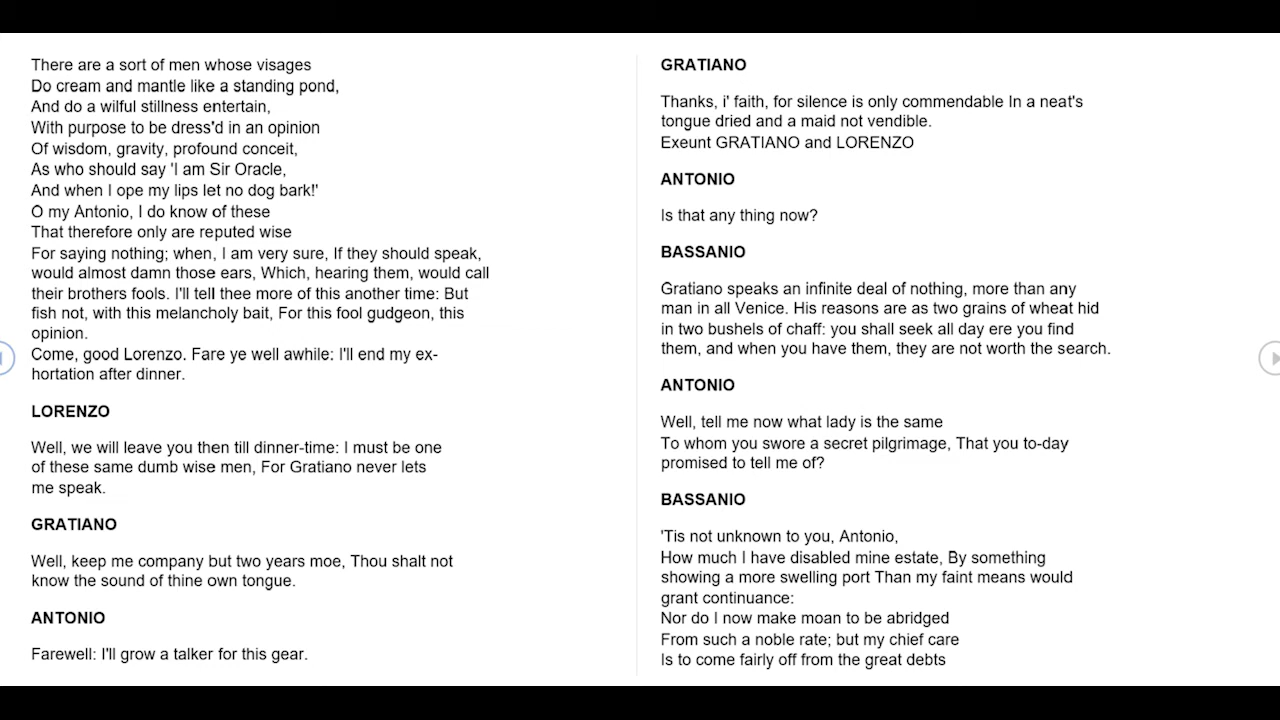 There are a sort of men whose visages
Do cream and mantle like a standing pond,
And do a wilful stillness entertain,
With purpose to be dress'd in an opinion
Of wisdom, gravity, profound conceit,
As who should say 'I am Sir Oracle,
And when I ope my lips let no dog bark!'
O my Antonio, I do know of these
That therefore only are reputed wise
For saying nothing; when, I am very sure, If they should speak,
would almost damn those ears, Which, hearing them, would call
their brothers fools. I'll tell thee more of this another time: But
fish not, with this melancholy bait, For this fool gudgeon, this
opinion.
Come, good Lorenzo. Fare ye well awhile: I'll end my ex-
hortation after dinner.
LORENZO
Well, we will leave you then till dinner-time: I must be one
of these same dumb wise men, For Gratiano never lets
me speak.
GRATIANO
Well, keep me company but two years moe, Thou shalt not
know the sound of thine own tongue.
ANTONIO
Farewell: I'll grow a talker for this gear.
GRATIANO
Thanks, i' faith, for silence is only commendable In a neat's
tongue dried and a maid not vendible.
Exeunt GRATIANO and LORENZO
ANTONIO
Is that any thing now?
BASSANIO
Gratiano speaks an infinite deal of nothing, more than any
man in all Venice. His reasons are as two grains of wheat hid
in two bushels of chaff: you shall seek all day ere you find
them, and when you have them, they are not worth the search.
ANTONIO
Well, tell me now what lady is the same
To whom you swore a secret pilgrimage, That you to-day
promised to tell me of?
BASSANIO
'Tis not unknown to you, Antonio,
How much I have disabled mine estate, By something
showing a more swelling port Than my faint means would
grant continuance:
Nor do I now make moan to be abridged
From such a noble rate; but my chief care
Is to come fairly off from the great debts